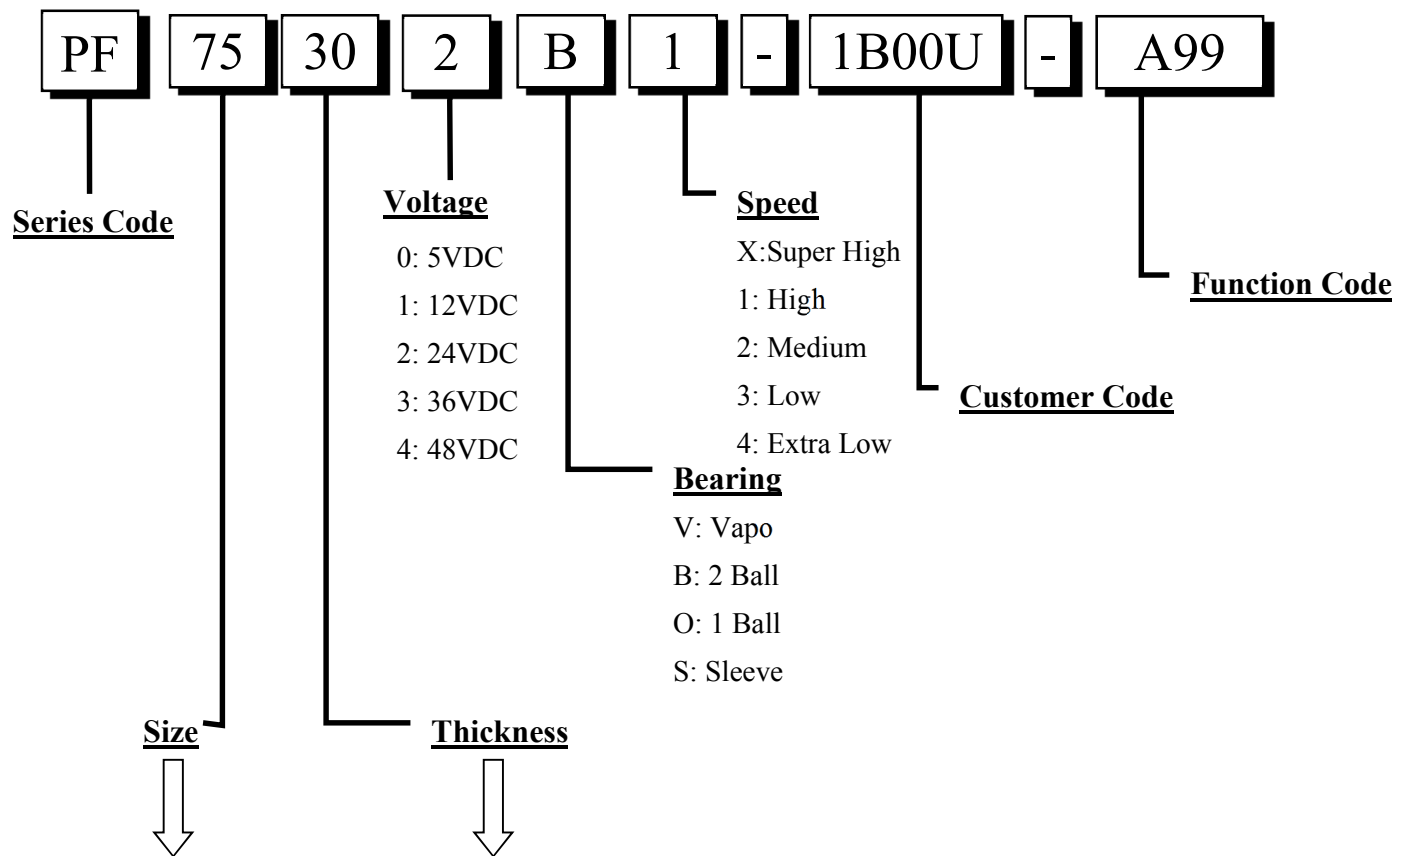 PF 75 30 2 B 1 - 1B00U - A99
Series Code
Voltage
0: 5VDC
1: 12VDC
2: 24VDC
3: 36VDC
4: 48VDC
Speed
X:Super High
1: High
2: Medium
3: Low
4: Extra Low
Function Code
Customer Code
Bearing
V: Vapo
B: 2 Ball
O: 1 Ball
S: Sleeve
Size
Thickness